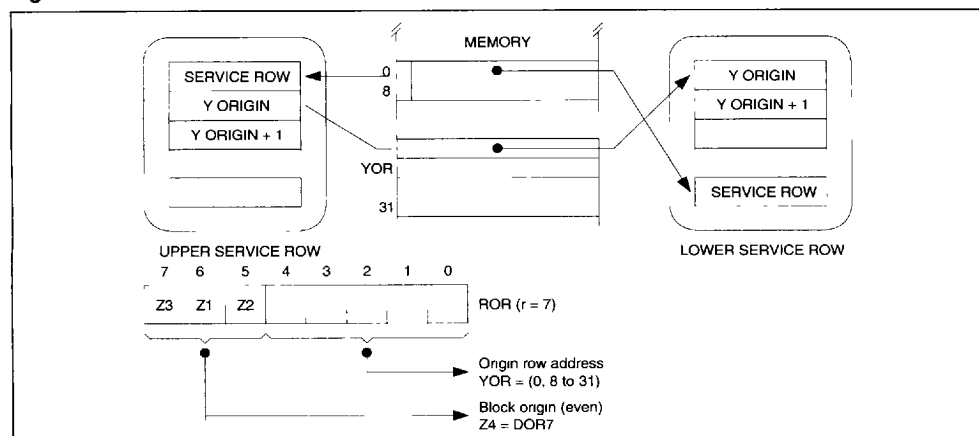 MEMORY
SERVICE ROW
Y ORIGIN
Y ORIGIN + 1
0
8
YOR
31
Y ORIGIN
Y ORIGIN + 1
SERVICE ROW
UPPER SERVICE ROW
LOWER SERVICE ROW
7 6 5 4 3 2 1 0
Z3 Z1 Z2
ROR (r = 7)
Origin row address
YOR = (0, 8 to 31)
Block origin (even)
Z4 = DOR7